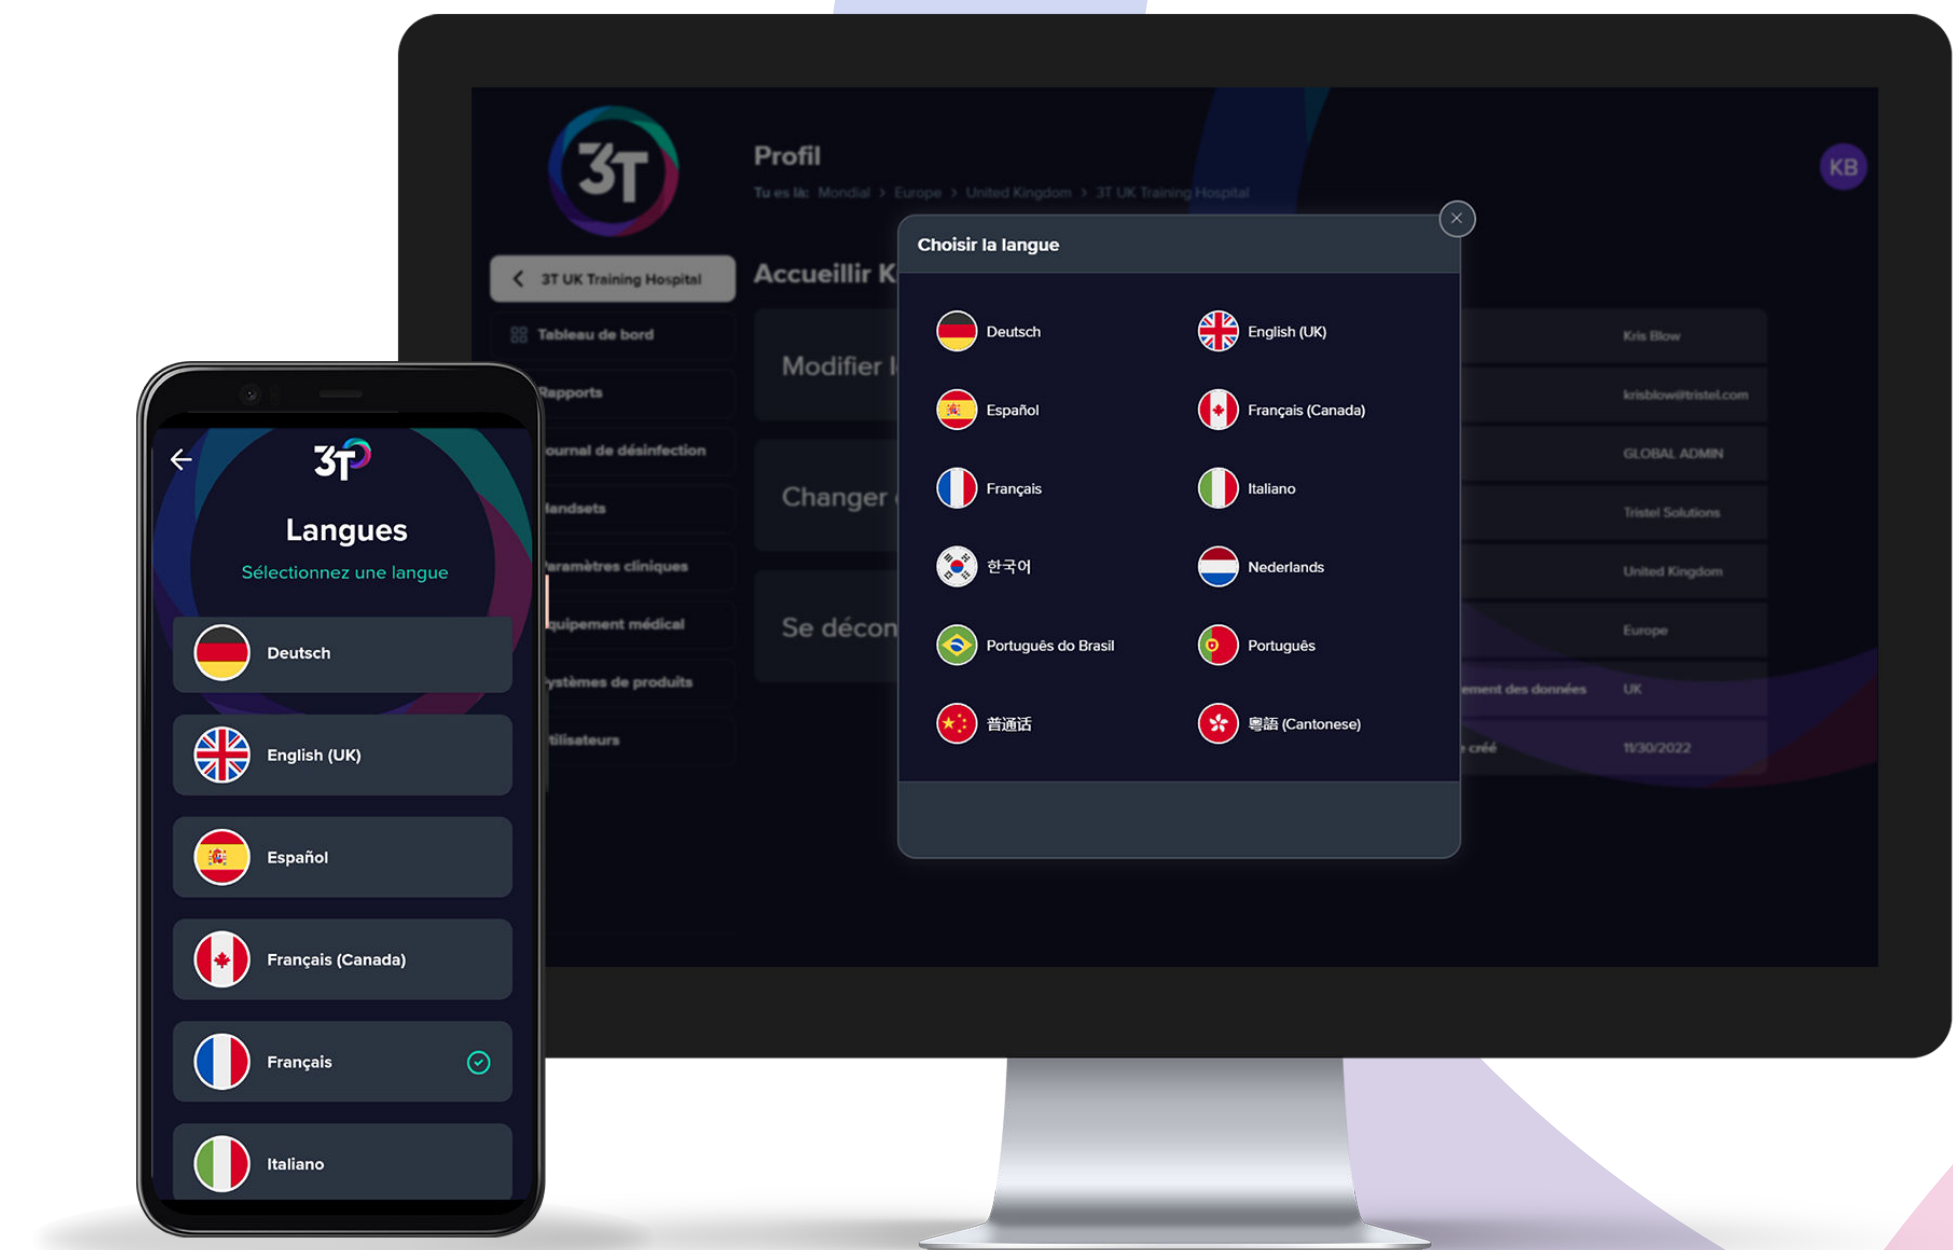 3T
Profil
KB
Tu es là: Mondial > Europe > United Kingdom > 3T UK Training Hospital
3T UK Training Hospital
Accueillir K
Tableau de bord
Rapports
ournal de désinfection
Handsets
Paramètres cliniques
quipement médical
ystèmes de produits
tilisateurs
Modifier l
Changer
Se décon
Kris Blow
krisblow@tristel.com
GLOBAL ADMIN
Tristel Solutions
United Kingdom
Europe
ement des données UK
créé 11/30/2022
Choisir la langue
Deutsch
English (UK)
Español
Français (Canada)
Français
Italiano
한국어
Nederlands
Português do Brasil
Português
普通话
粵語 (Cantonese)
3T
Langues
Sélectionnez une langue
Deutsch
English (UK)
Español
Français (Canada)
Français
Italiano